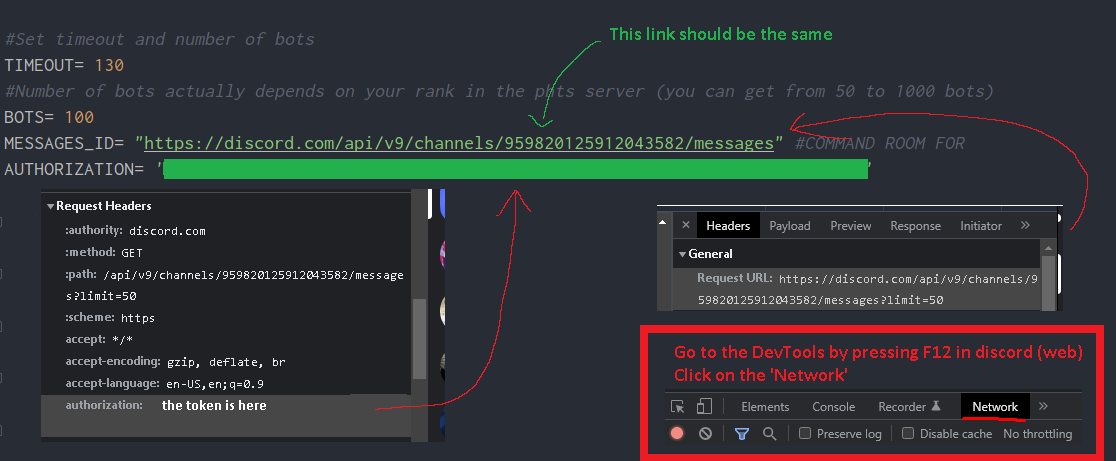 #Set timeout and number of bots
This link should be the same
TIMEOUT= 130
#Number of bots actually depends on your rank in the phts server (you can get from 50 to 1000 bots)
BOTS= 100
MESSAGES_ID= "https://discord.com/api/v9/channels/959820125912043582/messages" #COMMAND ROOM FOR
AUTHORIZATION= ' '
Request Headers
:authority: discord.com
:method: GET
:path: /api/v9/channels/959820125912043582/message
s?limit=50
:scheme: https
accept: */*
accept-encoding: gzip, deflate, br
accept-language: en-US,en;q=0.9
authorization: the token is here
× Headers Payload Preview Response Initiator »
General
Request URL: https://discord.com/api/v9/channels/9
59820125912043582/messages?limit=50
Go to the DevTools by pressing F12 in discord (web)
Click on the 'Network'
Elements Console Recorder Network »
Preserve log Disable cache No throttling